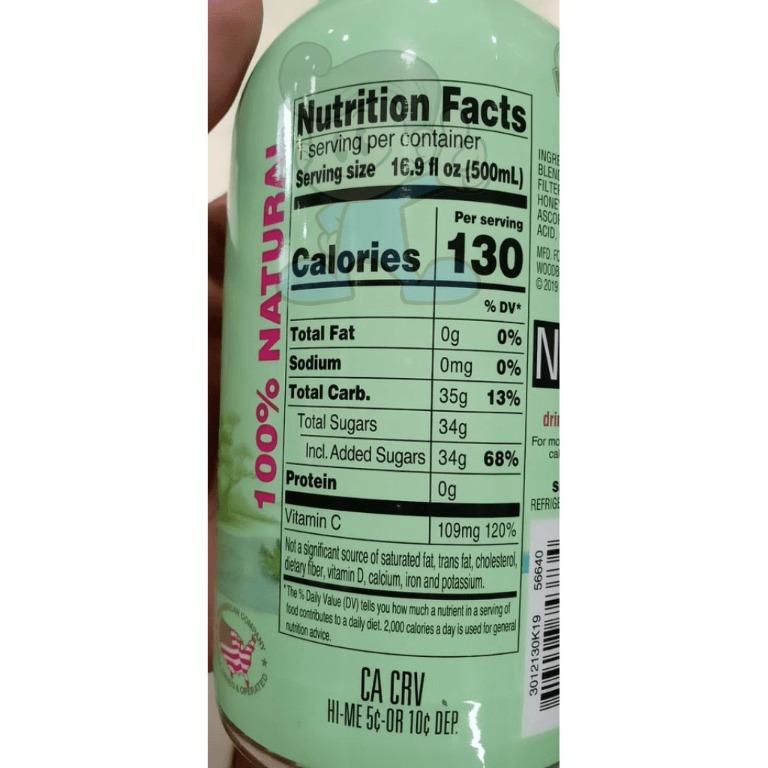 100% NATURAL
Nutrition Facts
1 serving per container
Serving size 16.9 fl oz (500mL)
Per serving
Calories 130
% DV*
Total Fat 0g 0%
Sodium 0mg 0%
Total Carb. 35g 13%
Total Sugars 34g
Incl. Added Sugars 34g 68%
Protein 0g
Vitamin C 109mg 120%
Not a significant source of saturated fat, trans fat, cholesterol,
dietary fiber, vitamin D, calcium, iron and potassium.
*The % Daily Value (DV) tells you how much a nutrient in a serving of
food contributes to a daily diet. 2,000 calories a day is used for general
nutrition advice.
CA CRV
HI-ME 5¢-OR 10¢ DEP.
COMPANY
OPERATED
INGRE
BLEND
FILTE
HONE
ASCO
ACID,
MFD. FO
WOODB
© 2019
N
drin
For mo
cal
S
REFRIGE
3012130K19 56640